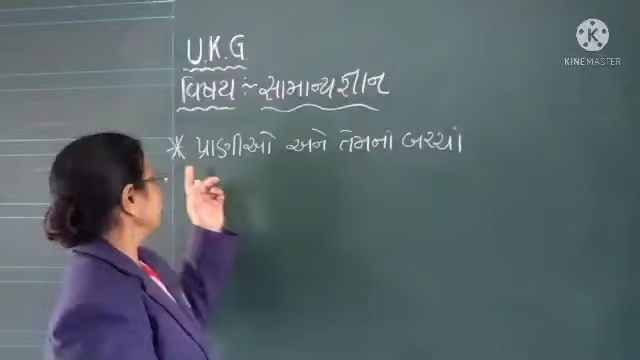 U.K.G.
વિષય :- સામાન્યજ્ઞાન
* પ્રાણીઓ અને તેમનાં બચ્ચાં
K
KINEMASTER